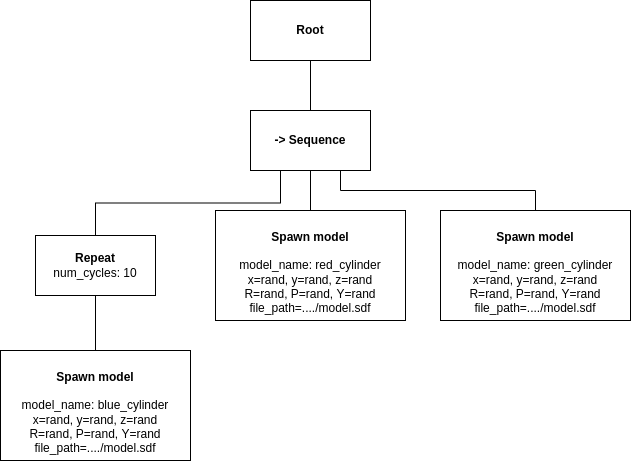 Root
-> Sequence
Repeat
num_cycles: 10
Spawn model
model_name: blue_cylinder
x=rand, y=rand, z=rand
R=rand, P=rand, Y=rand
file_path=..../model.sdf
Spawn model
model_name: red_cylinder
x=rand, y=rand, z=rand
R=rand, P=rand, Y=rand
file_path=..../model.sdf
Spawn model
model_name: green_cylinder
x=rand, y=rand, z=rand
R=rand, P=rand, Y=rand
file_path=..../model.sdf